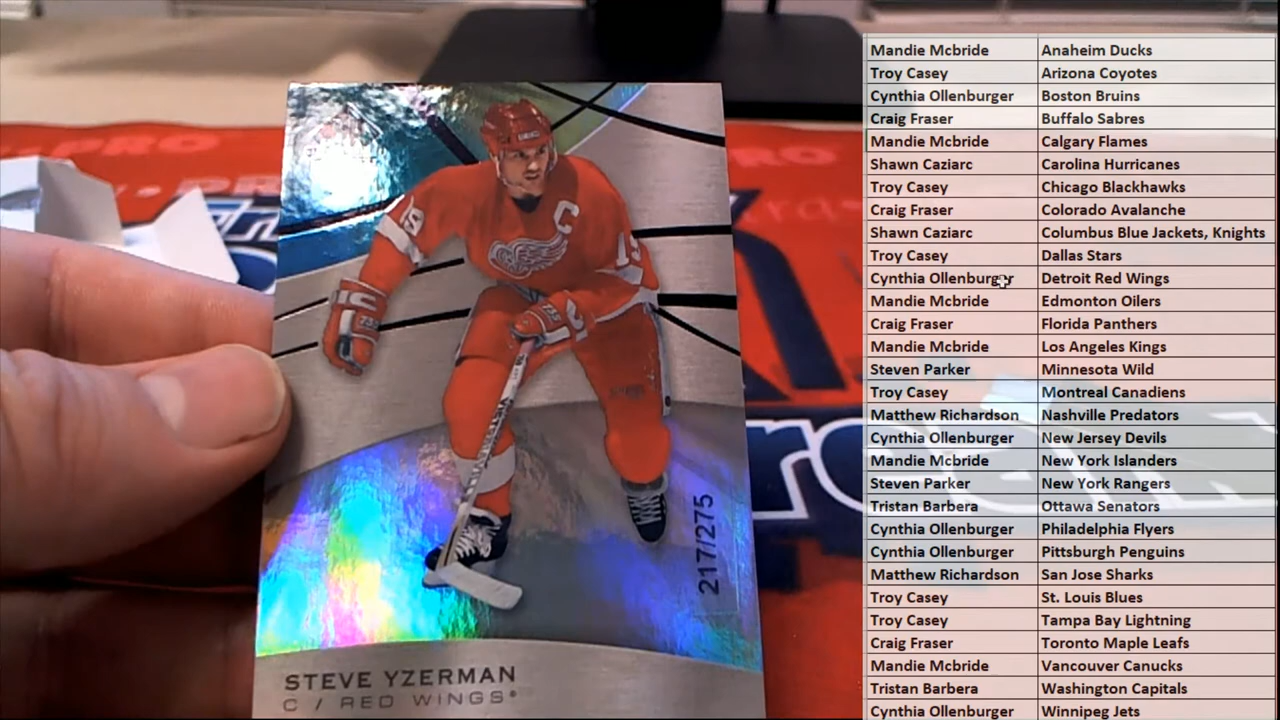 C
19
19
217/275
STEVE YZERMAN
C / RED WINGS®
PRO
Mandie Mcbride Anaheim Ducks
Troy Casey Arizona Coyotes
Cynthia Ollenburger Boston Bruins
Craig Fraser Buffalo Sabres
Mandie Mcbride Calgary Flames
Shawn Caziarc Carolina Hurricanes
Troy Casey Chicago Blackhawks
Craig Fraser Colorado Avalanche
Shawn Caziarc Columbus Blue Jackets, Knights
Troy Casey Dallas Stars
Cynthia Ollenburger Detroit Red Wings
Mandie Mcbride Edmonton Oilers
Craig Fraser Florida Panthers
Mandie Mcbride Los Angeles Kings
Steven Parker Minnesota Wild
Troy Casey Montreal Canadiens
Matthew Richardson Nashville Predators
Cynthia Ollenburger New Jersey Devils
Mandie Mcbride New York Islanders
Steven Parker New York Rangers
Tristan Barbera Ottawa Senators
Cynthia Ollenburger Philadelphia Flyers
Cynthia Ollenburger Pittsburgh Penguins
Matthew Richardson San Jose Sharks
Troy Casey St. Louis Blues
Troy Casey Tampa Bay Lightning
Craig Fraser Toronto Maple Leafs
Mandie Mcbride Vancouver Canucks
Tristan Barbera Washington Capitals
Cynthia Ollenburger Winnipeg Jets